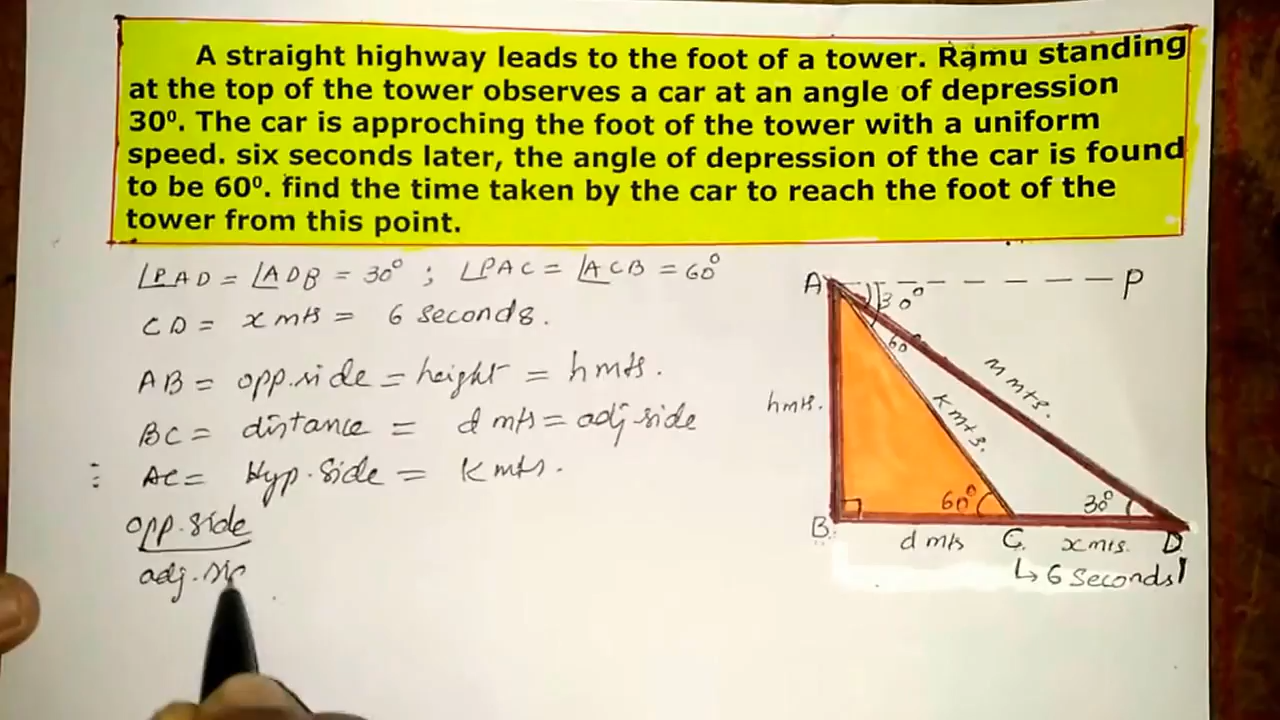 A straight highway leads to the foot of a tower. Ramu standing
at the top of the tower observes a car at an angle of depression
30⁰. The car is approching the foot of the tower with a uniform
speed. six seconds later, the angle of depression of the car is found
to be 60⁰. find the time taken by the car to reach the foot of the
tower from this point.
∠PAD = ∠ADB = 30° ; ∠PAC = ∠ACB = 60°
CD = x mts = 6 seconds.
AB = opp.side = height = h mts.
BC = distance = d mts = adj side
∴ AC = Hyp. Side = K mts.
opp.side
adj.sid
A P
30°
60°
M mts.
hmts.
K mts.
60° 30°
B C D
d mts x mts.
↳ 6 Seconds